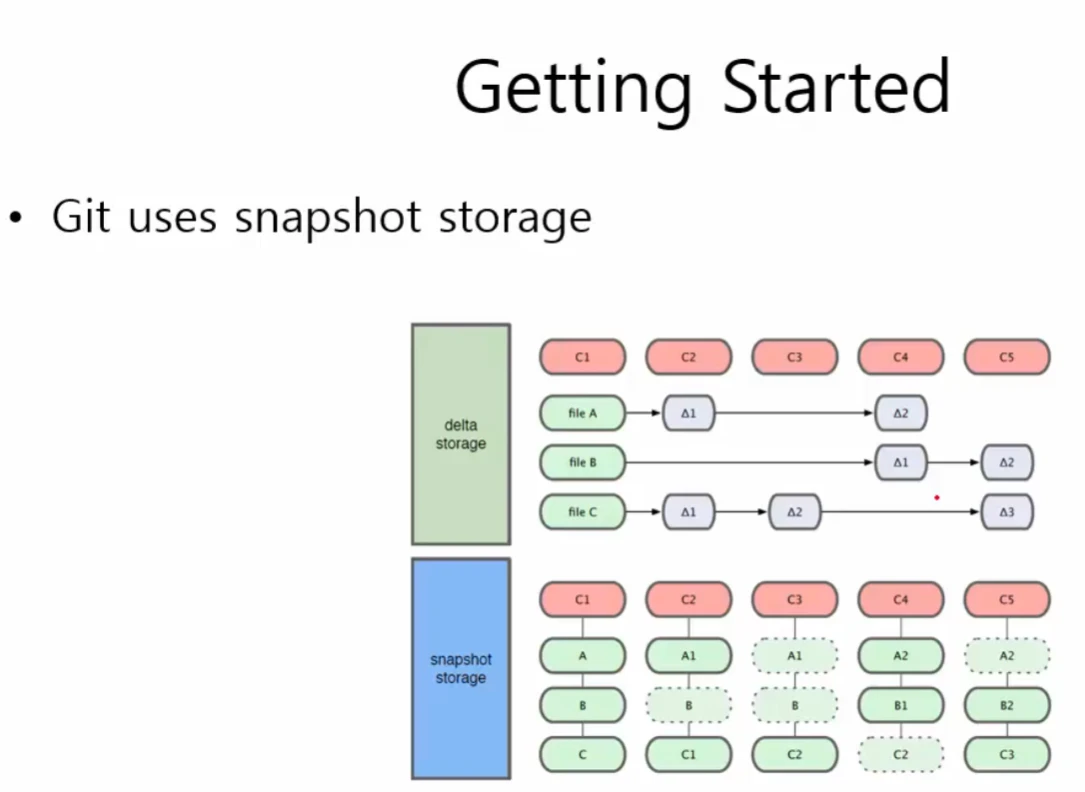 Getting Started
• Git uses snapshot storage
delta
storage
C1 C2 C3 C4 C5
file A Δ1 Δ2
file B Δ1 Δ2
file C Δ1 Δ2 Δ3
snapshot
storage
C1 C2 C3 C4 C5
A A1 A1 A2 A2
B B B B1 B2
C C1 C2 C2 C3